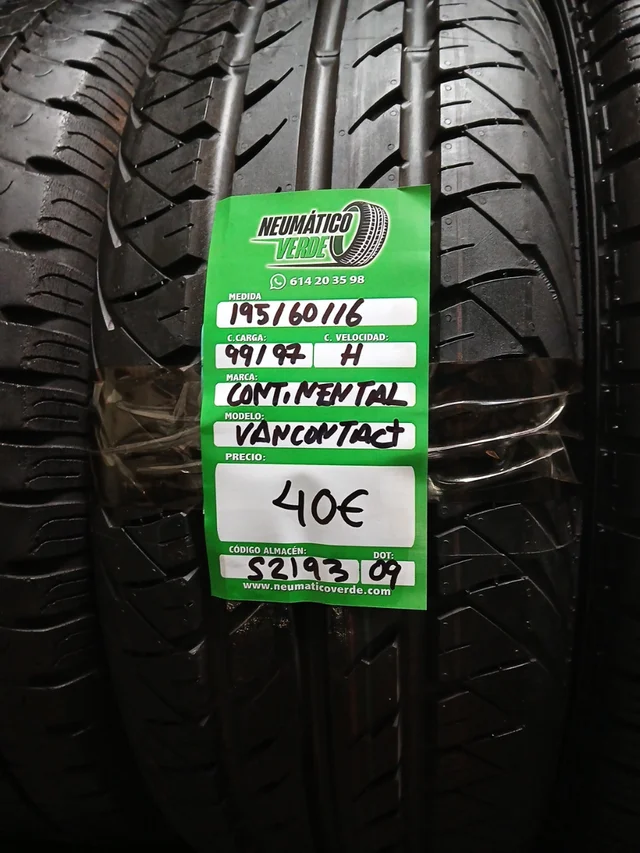 NEUMÁTICO
VERDE
614 20 35 98
MEDIDA
195/60/16
C.CARGA: C. VELOCIDAD:
99/97 H
MARCA:
CONTINENTAL
MODELO:
VANCONTACT
PRECIO:
40€
CÓDIGO ALMACÉN: DOT:
S2193 09
www.neumaticoverde.com